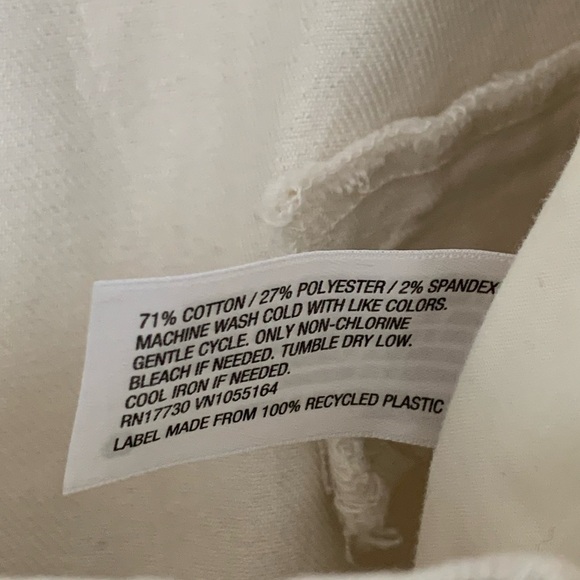 71% COTTON / 27% POLYESTER / 2% SPANDEX
MACHINE WASH COLD WITH LIKE COLORS.
GENTLE CYCLE. ONLY NON-CHLORINE
BLEACH IF NEEDED. TUMBLE DRY LOW.
COOL IRON IF NEEDED.
RN17730 VN1055164
LABEL MADE FROM 100% RECYCLED PLASTIC